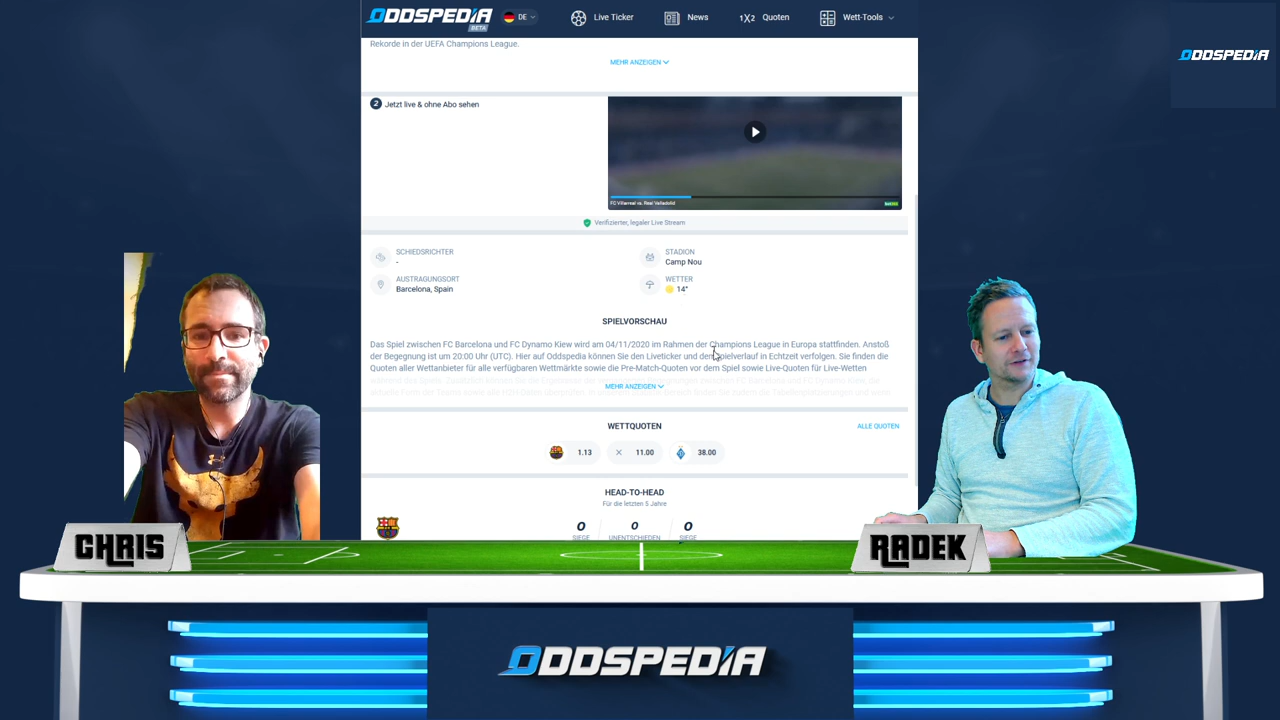 ODDSPEDIA
BETA
DE
Live Ticker
News
1X2 Quoten
Wett-Tools
ODDSPEDIA
Rekorde in der UEFA Champions League.
MEHR ANZEIGEN
2 Jetzt live & ohne Abo sehen
FC Villarreal vs. Real Valladolid
Verifizierter, legaler Live Stream
SCHIEDSRICHTER
-
STADION
Camp Nou
AUSTRAGUNGSORT
Barcelona, Spain
WETTER
14°
SPIELVORSCHAU
Das Spiel zwischen FC Barcelona und FC Dynamo Kiew wird am 04/11/2020 im Rahmen der Champions League in Europa stattfinden. Anstoß
der Begegnung ist um 20:00 Uhr (UTC). Hier auf Oddspedia können Sie den Liveticker und den Spielverlauf in Echtzeit verfolgen. Sie finden die
Quoten aller Wettanbieter für alle verfügbaren Wettmärkte sowie die Pre-Match-Quoten vor dem Spiel sowie Live-Quoten für Live-Wetten
MEHR ANZEIGEN
WETTQUOTEN
ALLE QUOTEN
1.13
X 11.00
38.00
HEAD-TO-HEAD
Für die letzten 5 Jahre
0
0
0
SIEGE
UNENTSCHIEDEN
SIEGE
CHRIS
RADEK
ODDSPEDIA